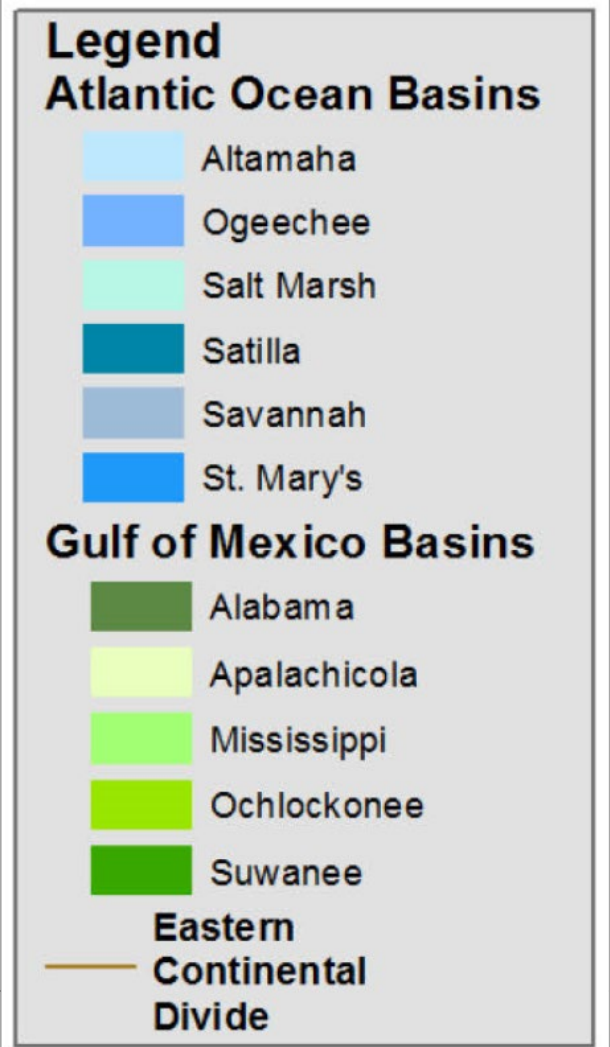 Legend
Atlantic Ocean Basins
Altamaha
Ogeechee
Salt Marsh
Satilla
Savannah
St. Mary's
Gulf of Mexico Basins
Alabama
Apalachicola
Mississippi
Ochlockonee
Suwanee
Eastern
Continental
Divide